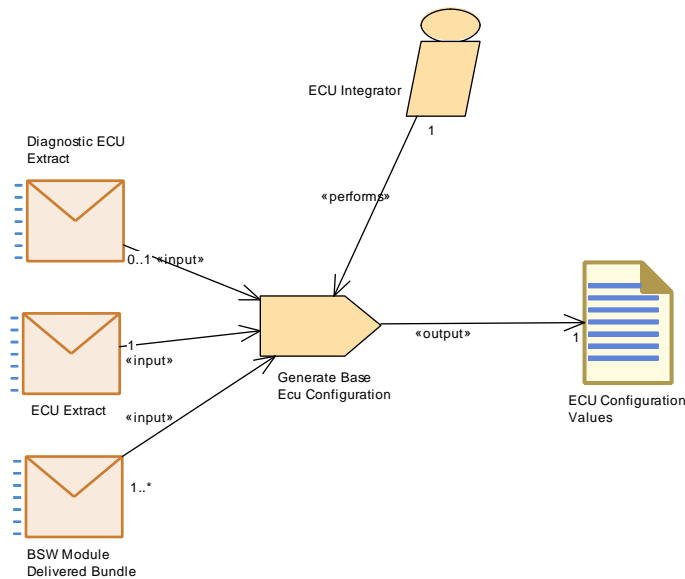 ECU Integrator
1
Diagnostic ECU
Extract
«performs»
0..1 «input»
1
«input»
«output»
1
Generate Base
Ecu Configuration
ECU Configuration
Values
ECU Extract
«input»
1..*
BSW Module
Delivered Bundle